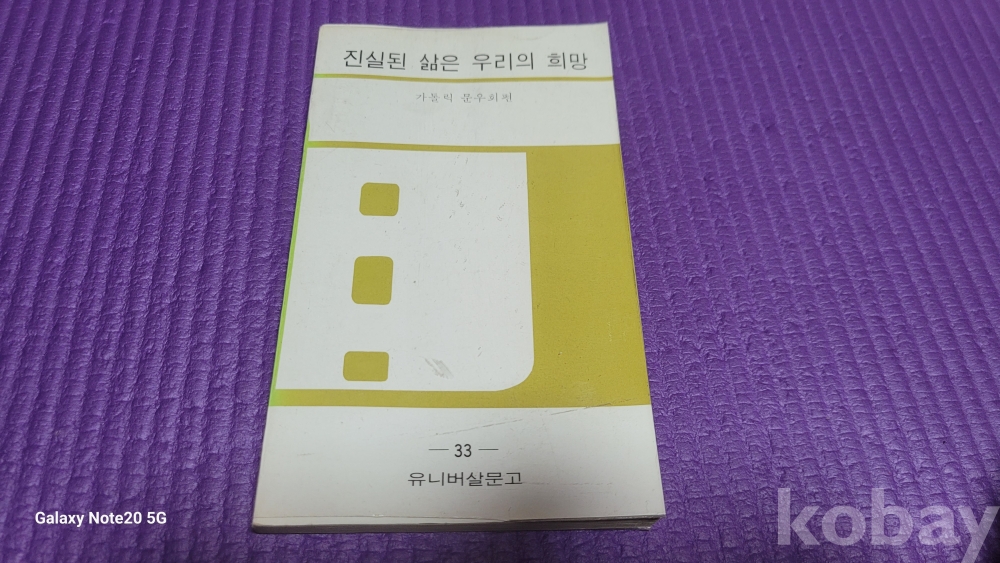 진실된 삶은 우리의 희망
가톨릭 문우회편
— 33 —
유니버살문고
Galaxy Note20 5G
kobay